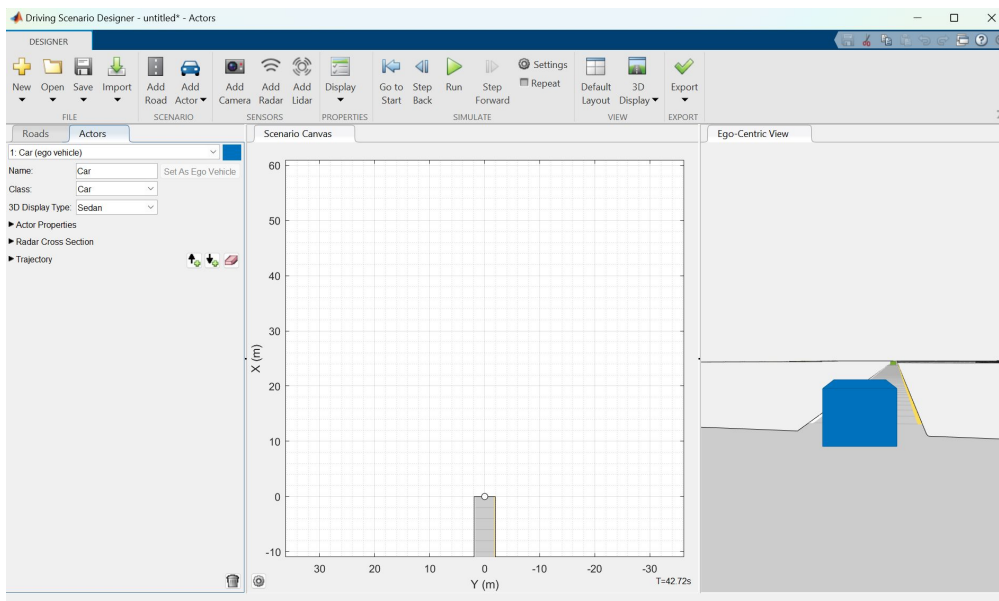 Driving Scenario Designer - untitled* - Actors
DESIGNER
New Open Save Import Add Road Add Actor Add Camera Add Radar Add Lidar Display Go to Start Step Back Run Step Forward Settings Repeat Default Layout 3D Display Export
FILE SCENARIO SENSORS PROPERTIES SIMULATE VIEW EXPORT
Roads Actors Scenario Canvas Ego-Centric View
1: Car (ego vehicle)
Name: Car Set As Ego Vehicle
Class: Car
3D Display Type: Sedan
Actor Properties
Radar Cross Section
Trajectory
60
50
40
30
X (m)
20
10
0
-10
30 20 10 0 -10 -20 -30
Y (m)
T=42.72s